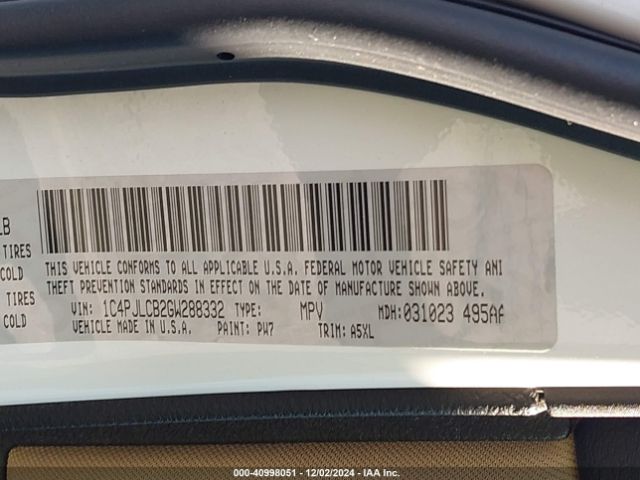 LB
TIRES
COLD
TIRES
COLD
THIS VEHICLE CONFORMS TO ALL APPLICABLE U.S.A. FEDERAL MOTOR VEHICLE SAFETY ANI
THEFT PREVENTION STANDARDS IN EFFECT ON THE DATE OF MANUFACTURE SHOWN ABOVE.
VIN: 1C4PJLCB2GW288332 TYPE: MPV MDH: 031023 495AA
VEHICLE MADE IN U.S.A. PAINT: PW7 TRIM: A5XL
000-40998051 - 12/02/2024 - IAA Inc.